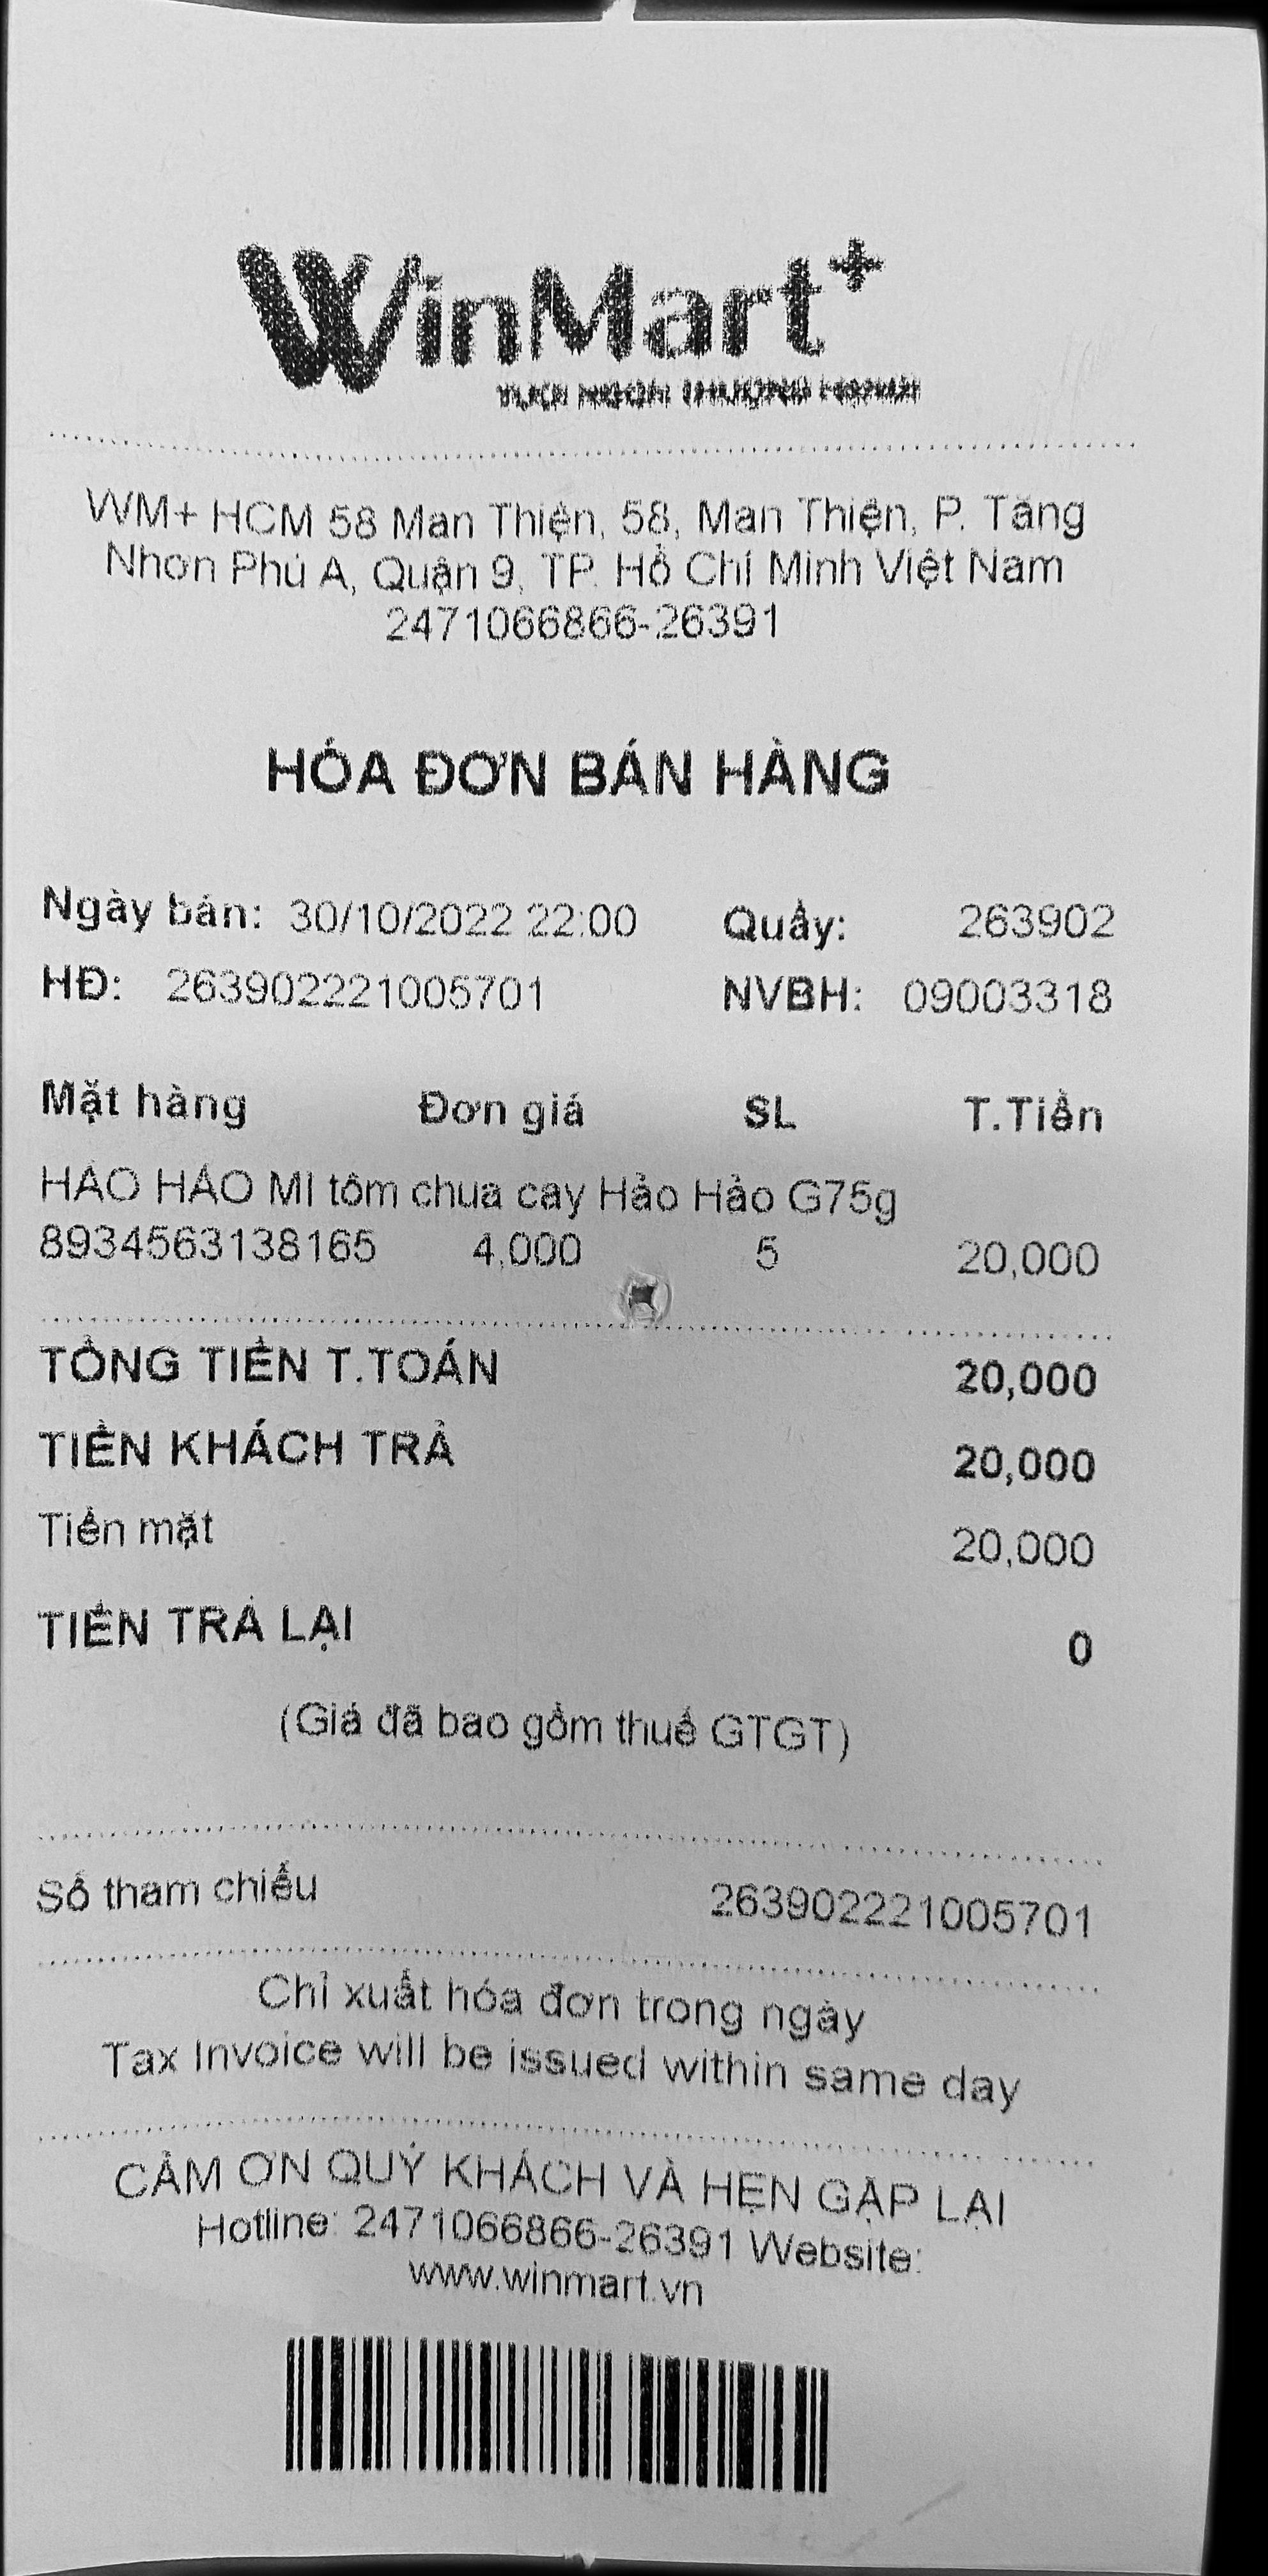 WinMart+
WM+ HCM 58 Man Thiện, 58, Man Thiện, P. Tăng
Nhơn Phú A, Quận 9, TP. Hồ Chí Minh Việt Nam
2471066866-26391
HÓA ĐƠN BÁN HÀNG
Ngày bán: 30/10/2022 22:00 Quầy: 263902
HĐ: 263902221005701 NVBH: 09003318
Mặt hàng Đơn giá SL T.Tiền
HẢO HẢO MÌ tôm chua cay Hảo Hảo G75g
8934563138165 4,000 5 20,000
TỔNG TIỀN T.TOÁN 20,000
TIỀN KHÁCH TRẢ 20,000
Tiền mặt 20,000
TIỀN TRẢ LẠI 0
(Giá đã bao gồm thuế GTGT)
Số tham chiếu 263902221005701
Chỉ xuất hóa đơn trong ngày
Tax Invoice will be issued within same day
CẢM ƠN QUÝ KHÁCH VÀ HẸN GẶP LẠI
Hotline: 2471066866-26391 Website:
www.winmart.vn